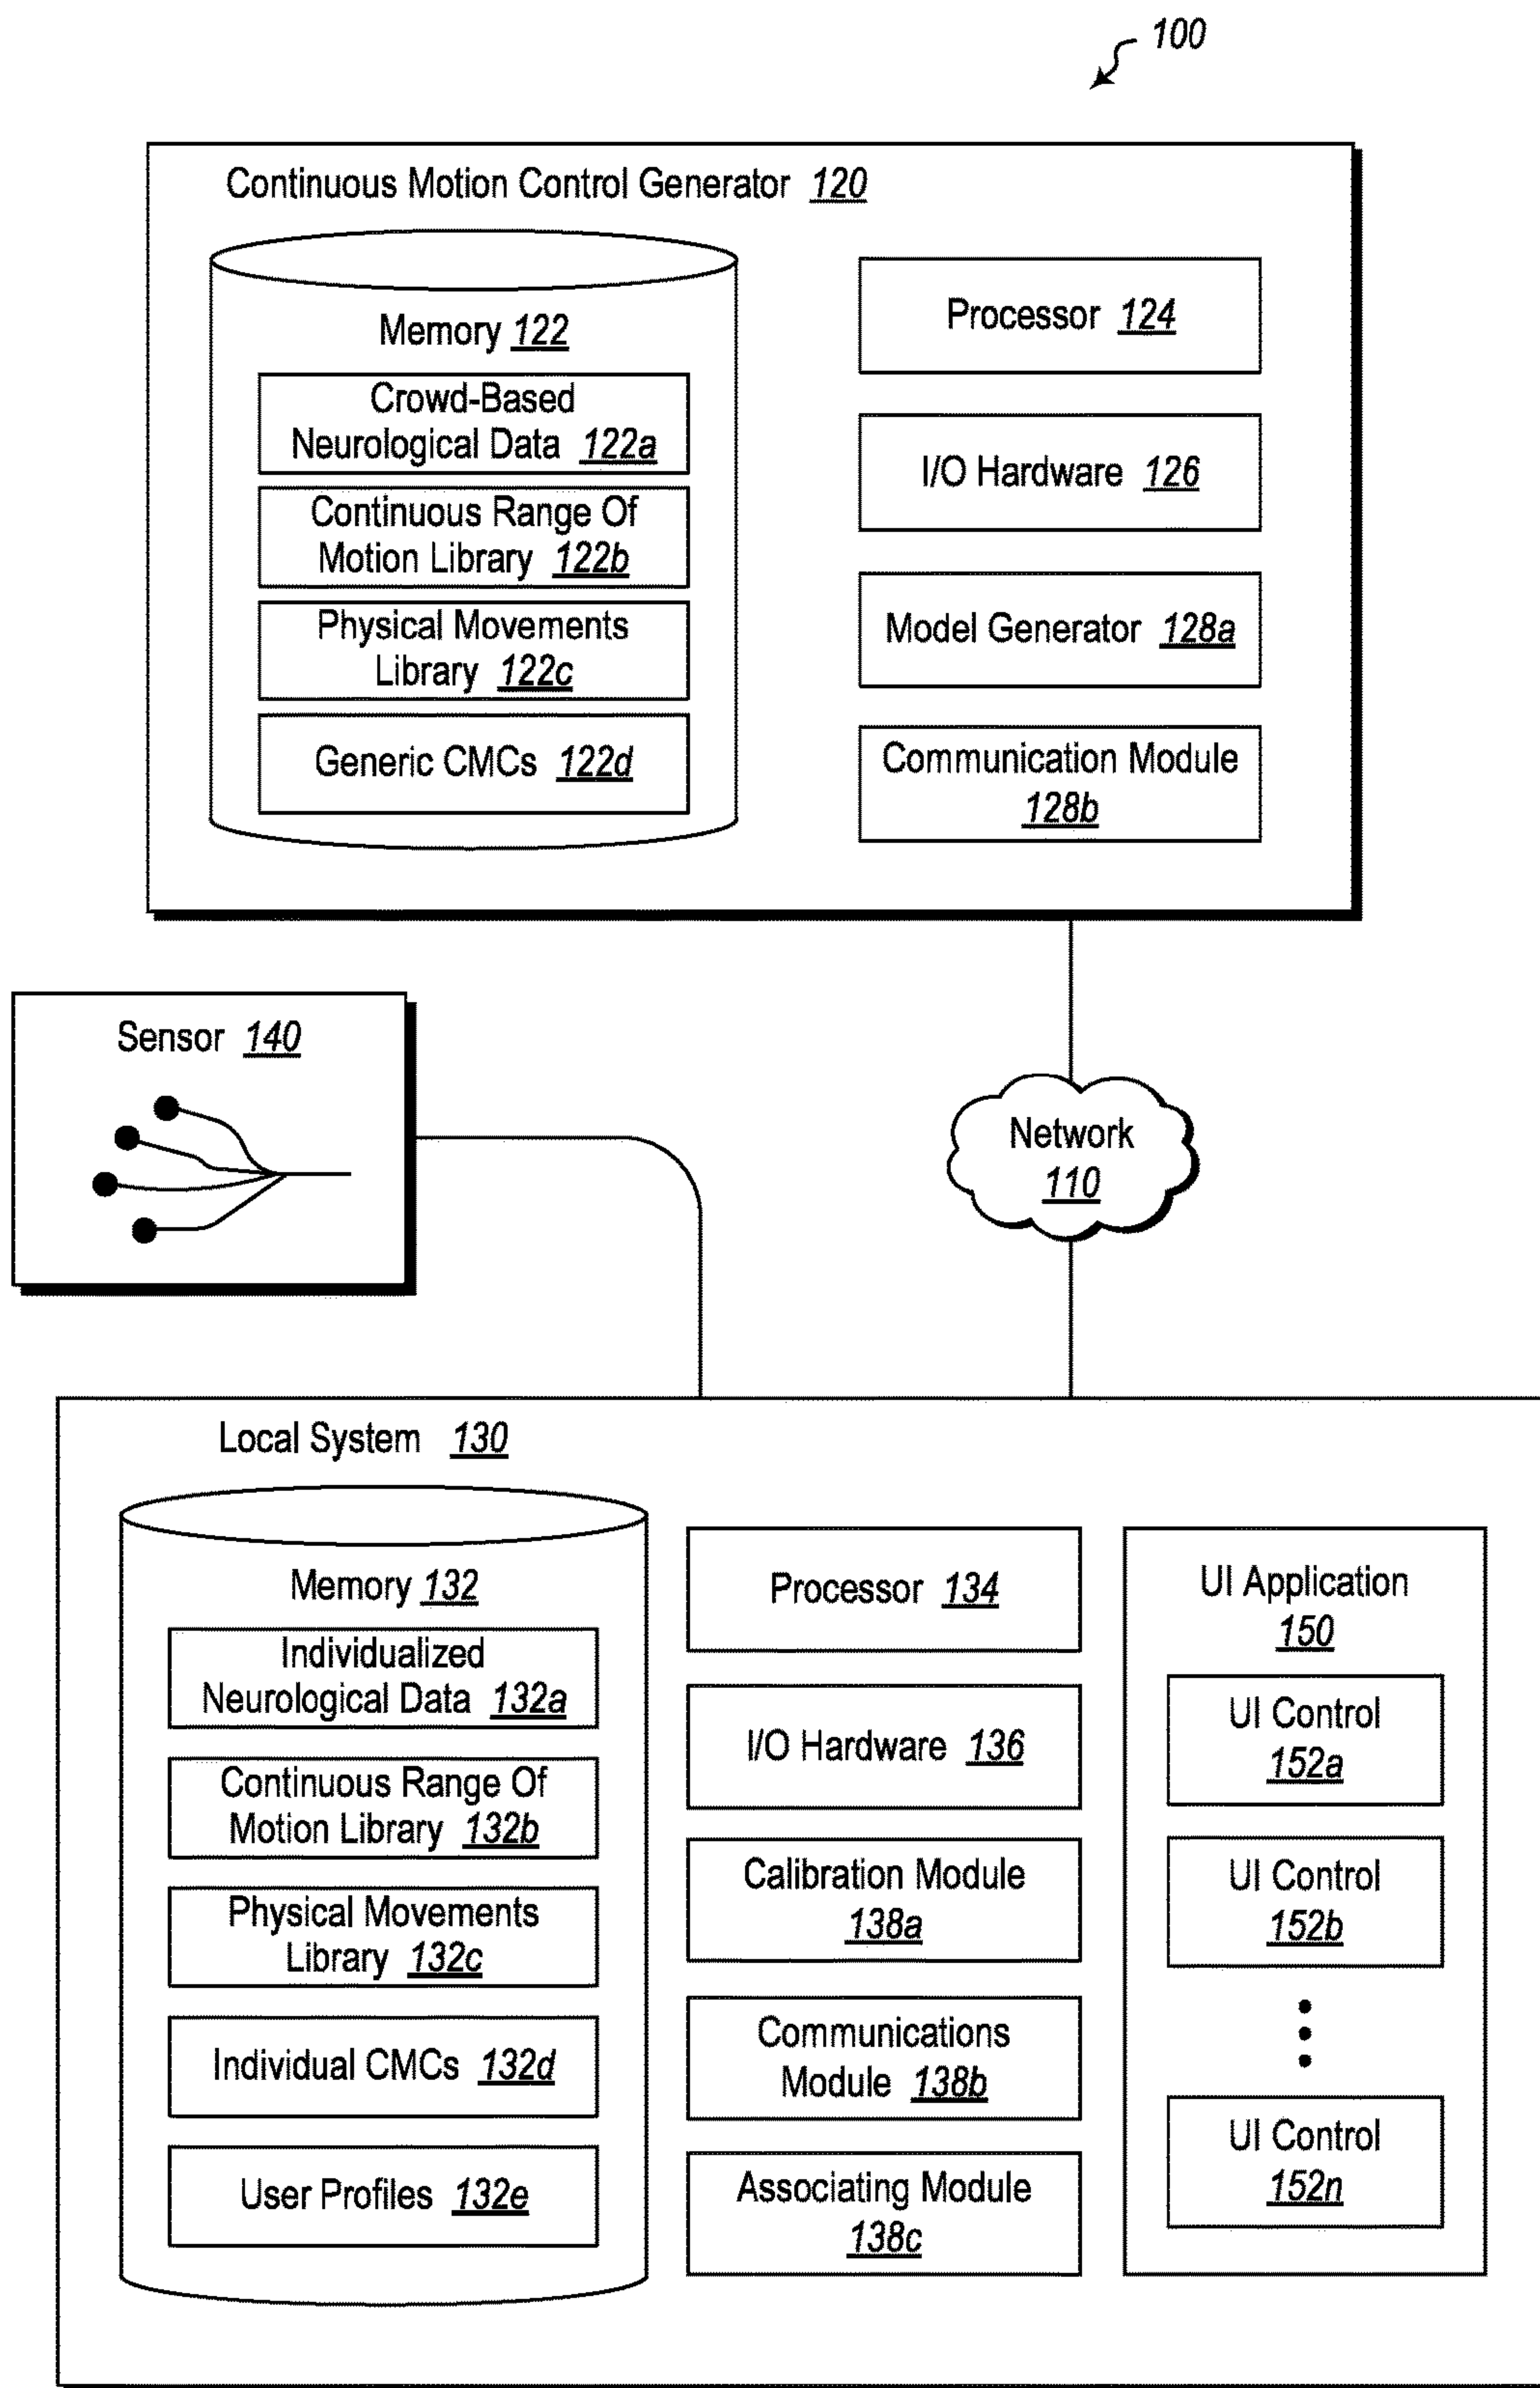 100
Continuous Motion Control Generator 120
Memory 122
Crowd-Based
Neurological Data 122a
Continuous Range Of
Motion Library 122b
Physical Movements
Library 122c
Generic CMCs 122d
Processor 124
I/O Hardware 126
Model Generator 128a
Communication Module
128b
Sensor 140
Network
110
Local System 130
Memory 132
Individualized
Neurological Data 132a
Continuous Range Of
Motion Library 132b
Physical Movements
Library 132c
Individual CMCs 132d
User Profiles 132e
Processor 134
I/O Hardware 136
Calibration Module
138a
Communications
Module 138b
Associating Module
138c
UI Application
150
UI Control
152a
UI Control
152b
UI Control
152n